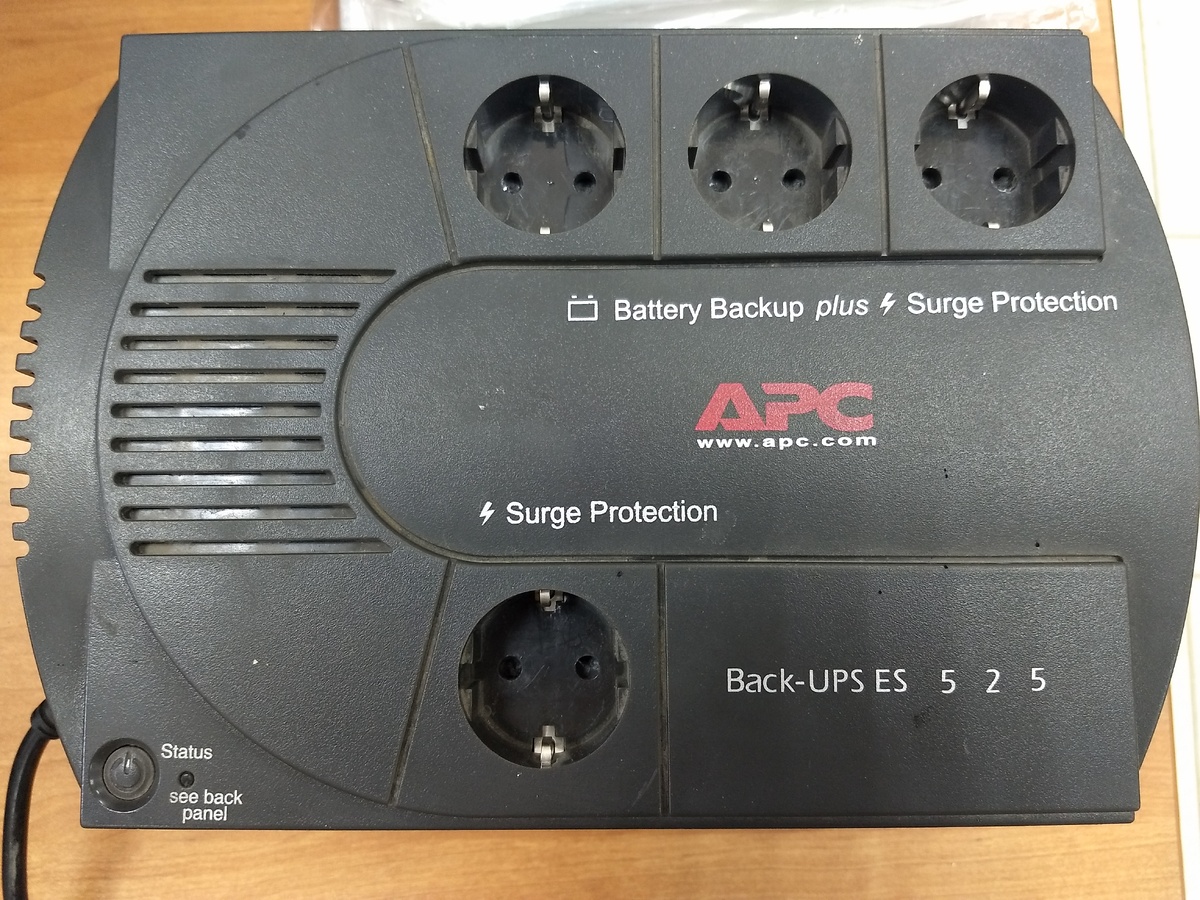 Battery Backup plus Surge Protection
APC
www.apc.com
Surge Protection
Back-UPS ES 5 2 5
Status
see back
panel